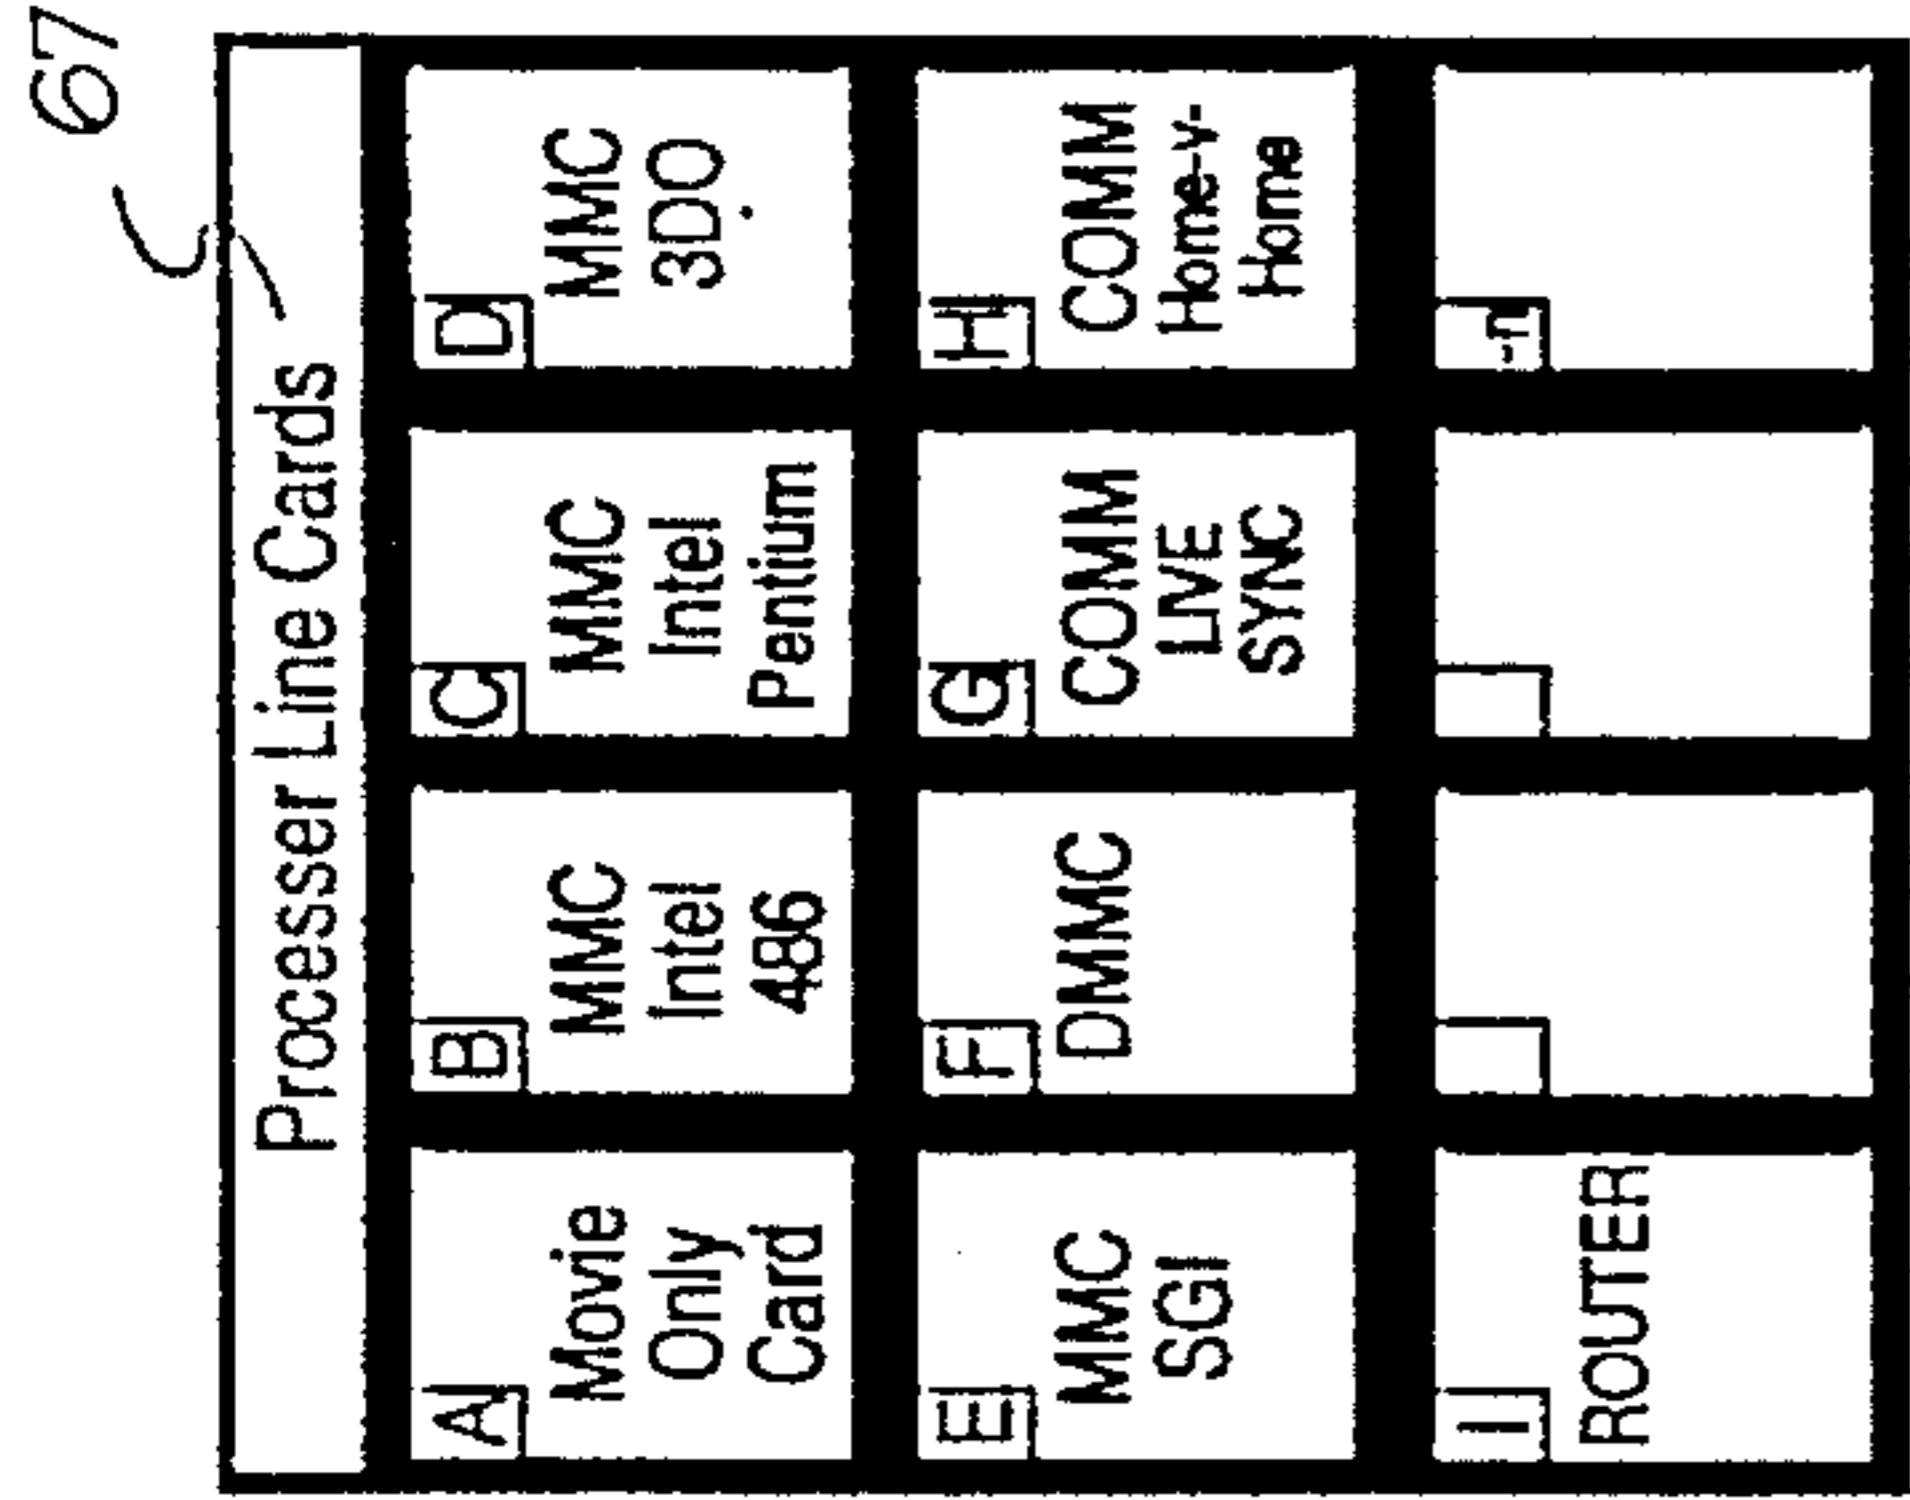 67
Processer Line Cards
A
Movie
Only
Card
B
MMC
Intel
486
C
MMC
Intel
Pentium
D
MMC
3DO
E
MMC
SGI
F
DMMC
G
COMM
LIVE
SYNC
H
COMM
Home-v-
Home
I
ROUTER
-n